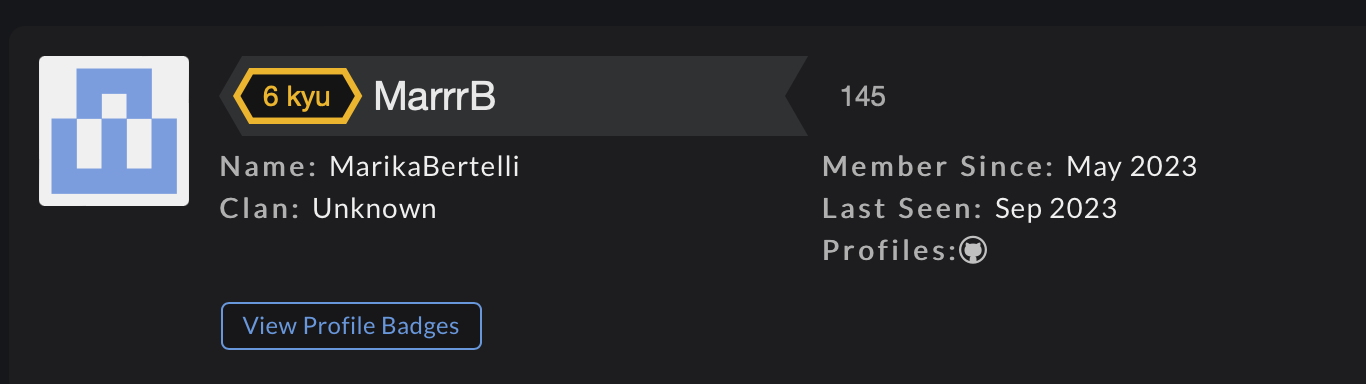 6 kyu MarrrB 145
Name: MarikaBertelli
Clan: Unknown
Member Since: May 2023
Last Seen: Sep 2023
Profiles:
View Profile Badges